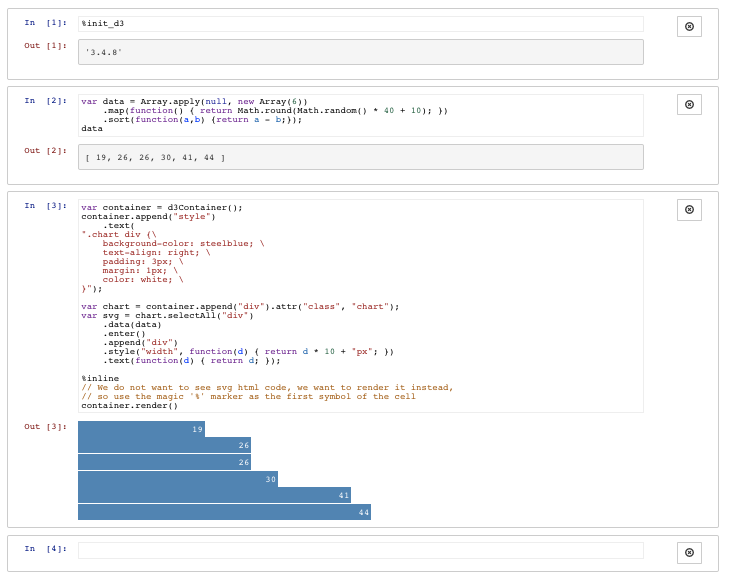 In [1]: %init_d3
Out [1]: '3.4.8'
In [2]: var data = Array.apply(null, new Array(6))
.map(function() { return Math.round(Math.random() * 40 + 10); })
.sort(function(a,b) {return a - b;});
data
Out [2]: [ 19, 26, 26, 30, 41, 44 ]
In [3]: var container = d3Container();
container.append("style")
.text(
".chart div {\
background-color: steelblue; \
text-align: right; \
padding: 3px; \
margin: 1px; \
color: white; \
}");
var chart = container.append("div").attr("class", "chart");
var svg = chart.selectAll("div")
.data(data)
.enter()
.append("div")
.style("width", function(d) { return d * 10 + "px"; })
.text(function(d) { return d; });
%inline
// We do not want to see svg html code, we want to render it instead,
// so use the magic '%' marker as the first symbol of the cell
container.render()
Out [3]: 19
26
26
30
41
44
In [4]: